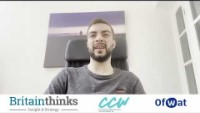 Britainthinks CCW Ofwat
Insight & Strategy